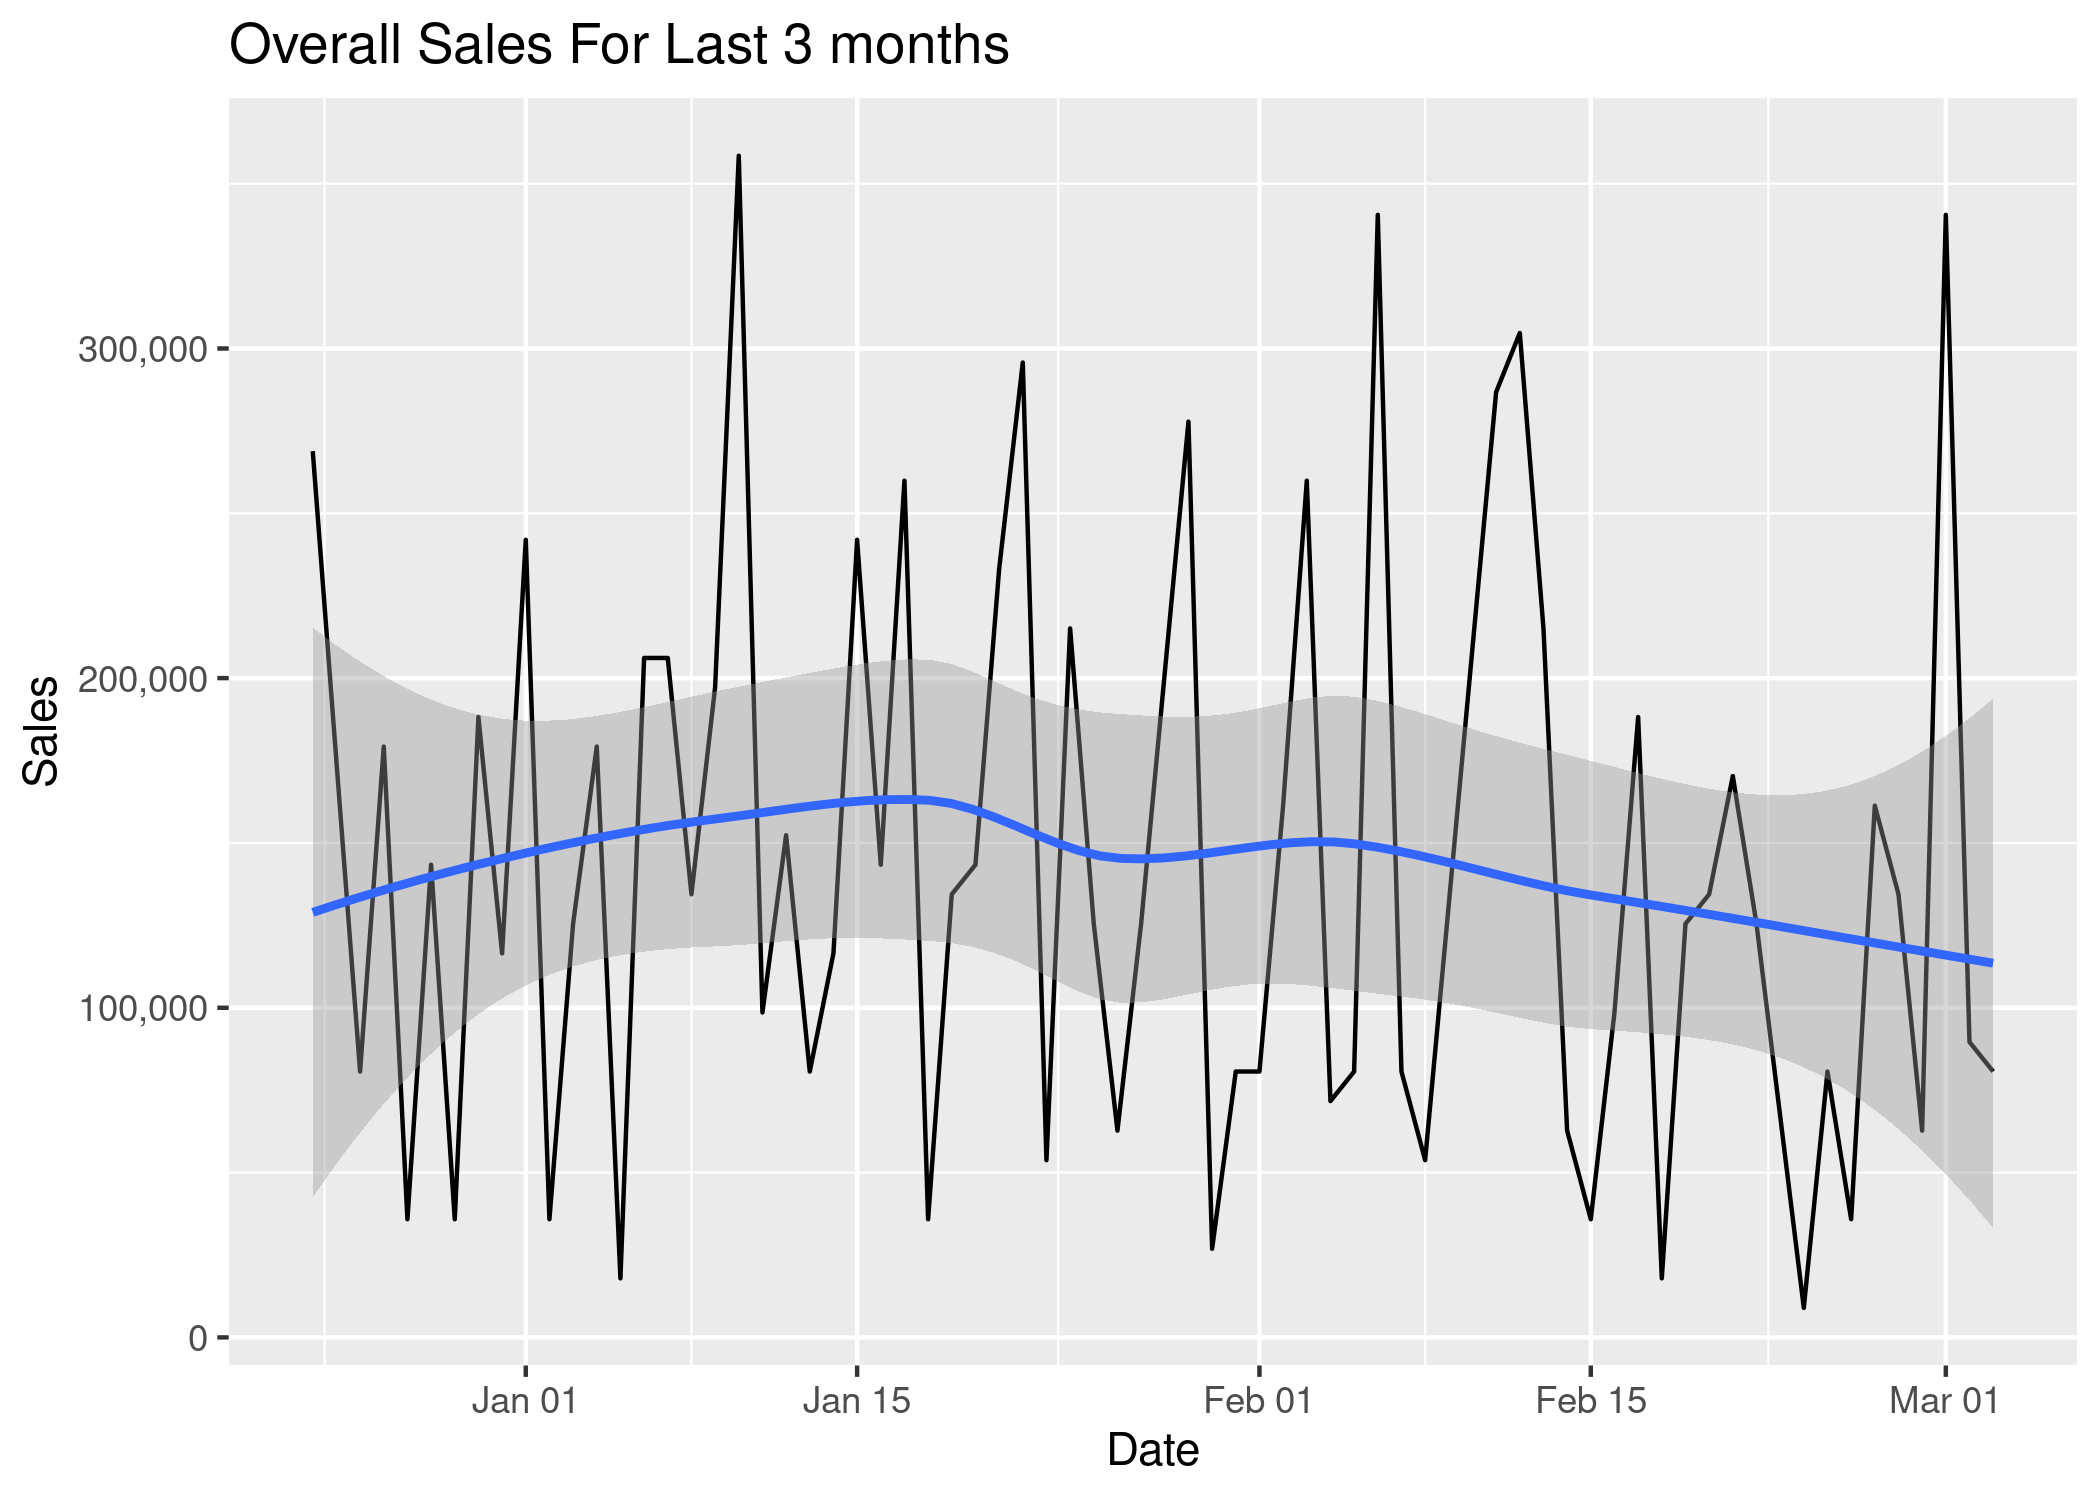 Overall Sales For Last 3 months
Sales
300,000
200,000
100,000
0
Jan 01
Jan 15
Feb 01
Feb 15
Mar 01
Date